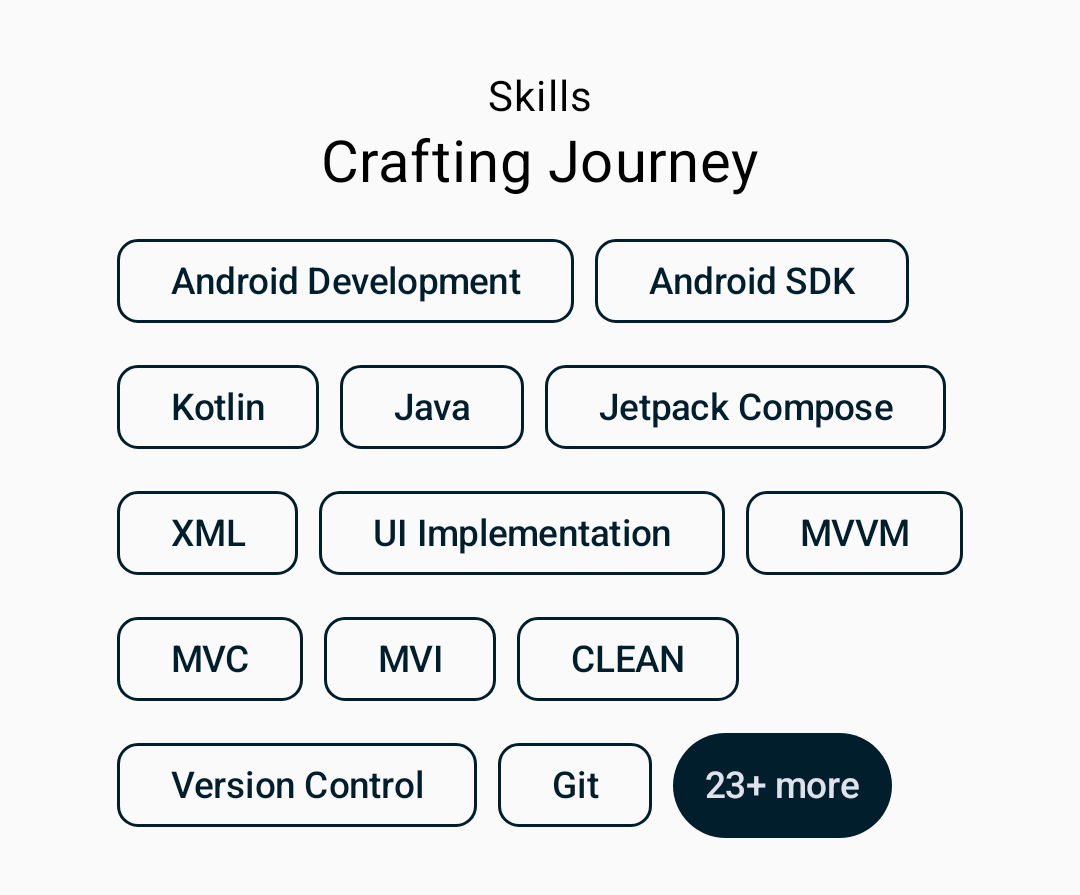 Skills
Crafting Journey
Android Development Android SDK
Kotlin Java Jetpack Compose
XML UI Implementation MVVM
MVC MVI CLEAN
Version Control Git 23+ more